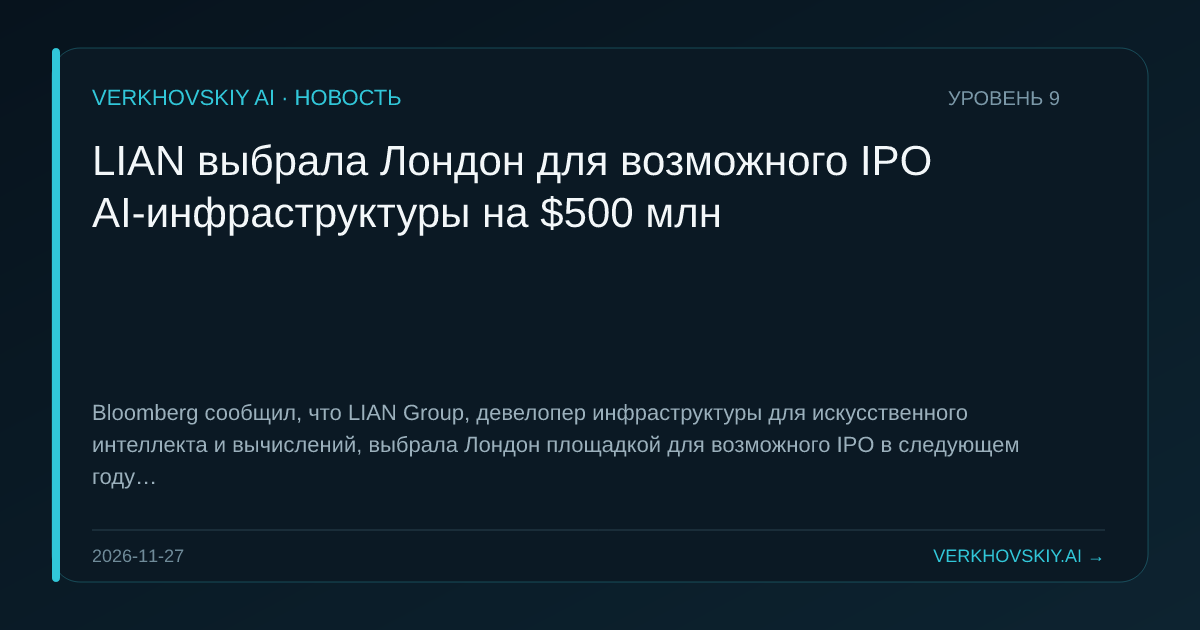 VERKHOVSKIY AI · НОВОСТЬ
УРОВЕНЬ 9
LIAN выбрала Лондон для возможного IPO
AI-инфраструктуры на $500 млн
Bloomberg сообщил, что LIAN Group, девелопер инфраструктуры для искусственного
интеллекта и вычислений, выбрала Лондон площадкой для возможного IPO в следующем
году…
2026-11-27
VERKHOVSKIY.AI →